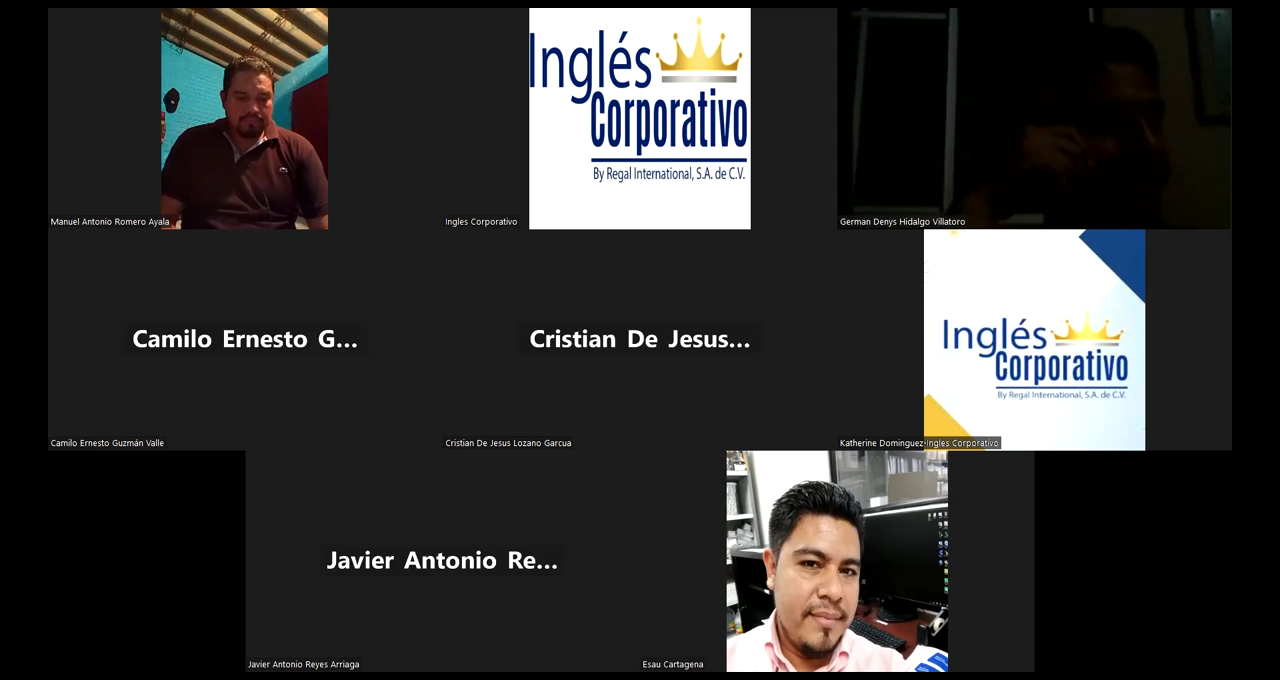 Inglés
Corporativo
By Regal International, S.A. de C.V.
Manuel Antonio Romero Ayala
Ingles Corporativo
German Denys Hidalgo Villatoro
Camilo Ernesto G...
Cristian De Jesus...
Inglés
Corporativo
By Regal International, S.A. de C.V.
Camilo Ernesto Guzmán Valle
Cristian De Jesus Lozano Garcua
Katherine Dominguez-Ingles Corporativo
Javier Antonio Re...
Javier Antonio Reyes Arriaga
Esau Cartagena